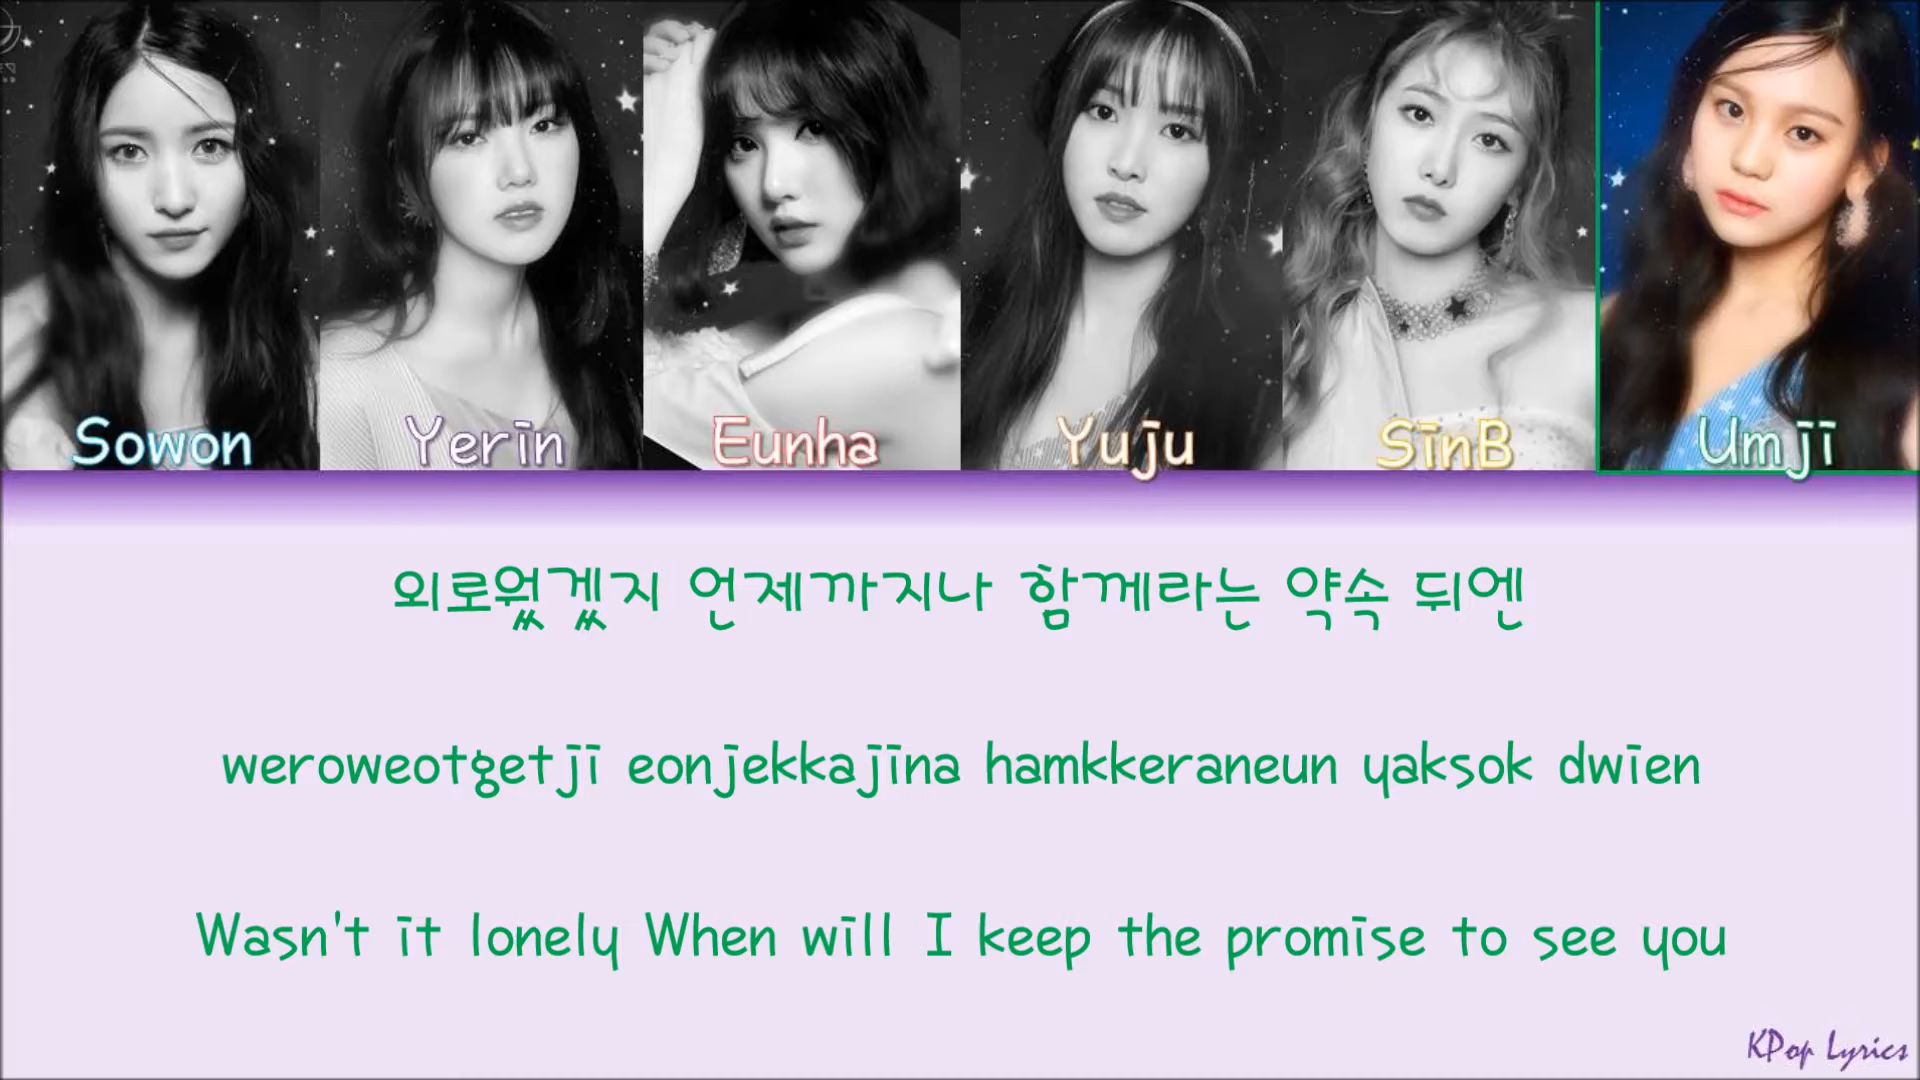 Sowon Yerin Eunha Yuju SinB Umji
외로웠겠지 언제까지나 함께라는 약속 뒤엔
weroweotgetji eonjekkajina hamkkeraneun yaksok dwien
Wasn't it lonely When will I keep the promise to see you
KPop Lyrics